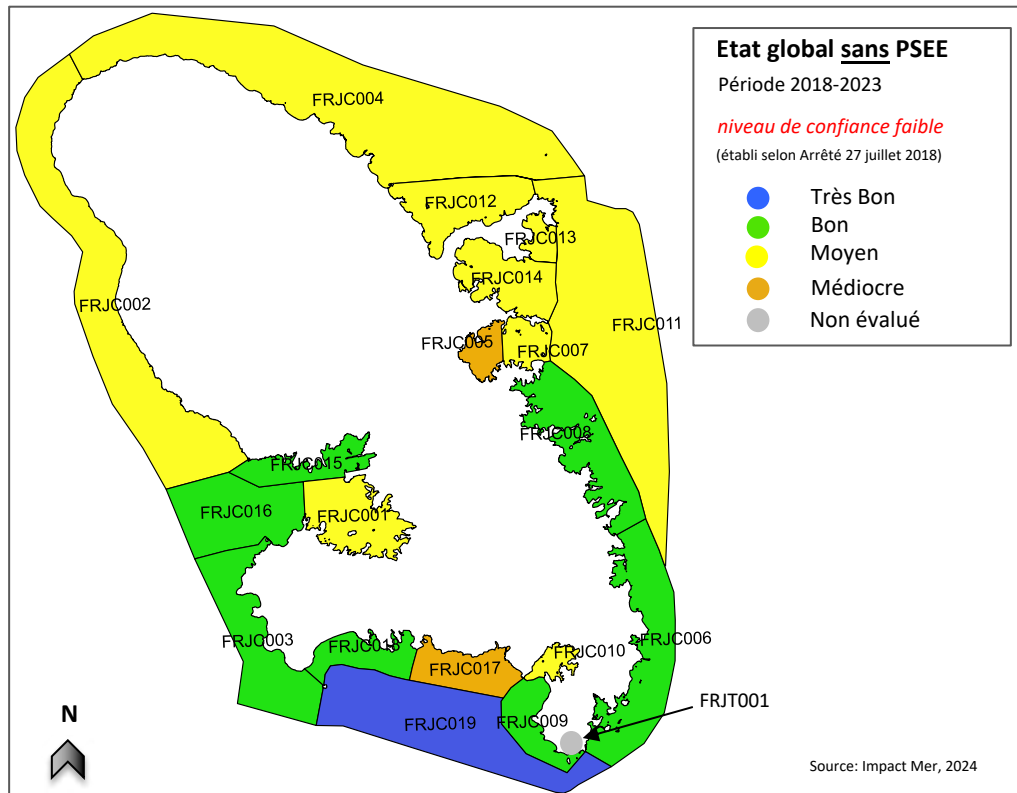 Etat global sans PSEE
Période 2018-2023
niveau de confiance faible
(établi selon Arrêté 27 juillet 2018)
Très Bon
Bon
Moyen
Médiocre
Non évalué
FRJC004
FRJC012
FRJC013
FRJC014
FRJC002
FRJC011
FRJC005
FRJC007
FRJC008
FRJC015
FRJC016
FRJC001
FRJC003
FRJC018
FRJC006
FRJC010
FRJC017
FRJT001
FRJC019
FRJC009
N
Source: Impact Mer, 2024